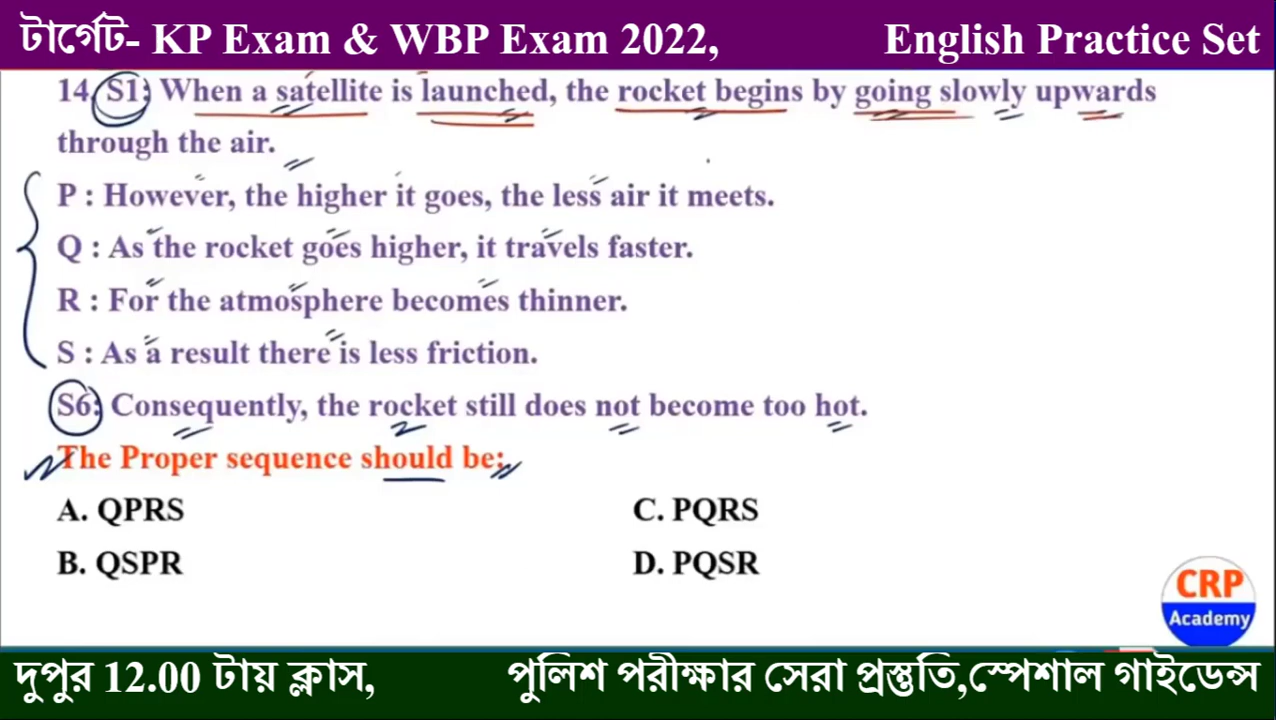 টার্গেট- KP Exam & WBP Exam 2022, English Practice Set
14. S1: When a satellite is launched, the rocket begins by going slowly upwards
through the air.
P : However, the higher it goes, the less air it meets.
Q : As the rocket goes higher, it travels faster.
R : For the atmosphere becomes thinner.
S : As a result there is less friction.
S6: Consequently, the rocket still does not become too hot.
The Proper sequence should be:
A. QPRS C. PQRS
B. QSPR D. PQSR
CRP
Academy
দুপুর 12.00 টায় ক্লাস, পুলিশ পরীক্ষার সেরা প্রস্তুতি,স্পেশাল গাইডেন্স